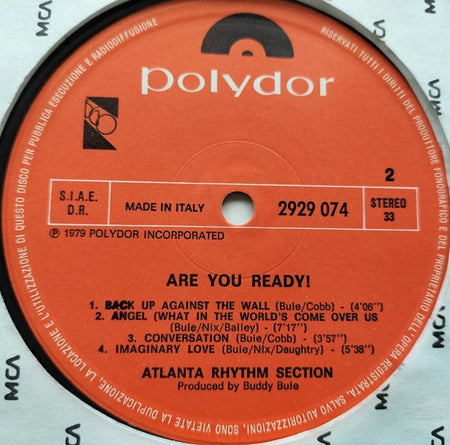 RISERVATI TUTTI I DIRITTI DEL PRODUTTORE FONOGRAFICO E DEL PROPRIETARIO DELL'OPERA REGISTRATA. SALVO AUTORIZZAZIONI, SONO VIETATE LA DUPLICAZIONE, LA LOCAZIONE E L'UTILIZZAZIONE DI QUESTO DISCO PER PUBBLICA ESECUZIONE E RADIODIFFUSIONE
polydor
2
S.I.A.E.
D.R.
MADE IN ITALY
2929 074
STEREO
33
℗ 1979 POLYDOR INCORPORATED
ARE YOU READY!
1. BACK UP AGAINST THE WALL (Buie/Cobb) - (4'06")
2. ANGEL (WHAT IN THE WORLD'S COME OVER US
(Buie/Nix/Bailey) - (7'17")
3. CONVERSATION (Buie/Cobb) - (3'57")
4. IMAGINARY LOVE (Buie/Nix/Daughtry) - (5'38")
ATLANTA RHYTHM SECTION
Produced by Buddy Buie
MCA
MCA
MCA
MCA
MCA
MCA